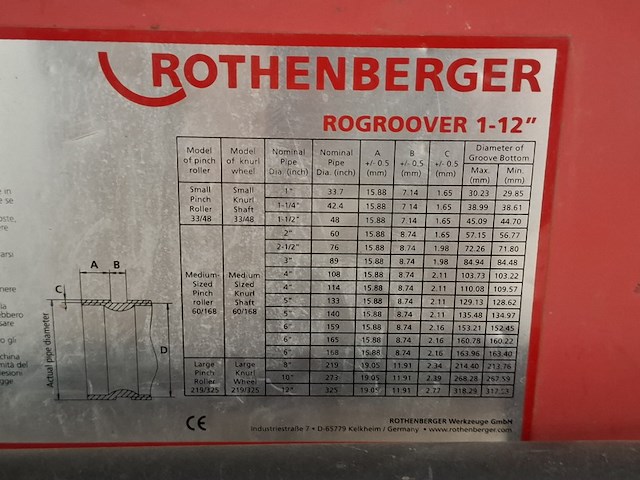 ROTHENBERGER
ROGROOVER 1-12”
Model of pinch roller Model of knurl wheel Nominal Pipe Dia. (inch) Nominal Pipe Dia. (inch) A +/- 0.5 (mm) B +/- 0.5 (mm) C +/- 0.5 (mm) Diameter of Groove Bottom Max. (mm) Min. (mm)
Small Pinch Roller 33/48 Small Knurl Shaft 33/48
1" 33.7 15.88 7.14 1.65 30.23 29.85
1-1/4" 42.4 15.88 7.14 1.65 38.99 38.61
1-1/2" 48 15.88 7.14 1.65 45.09 44.70
Medium-Sized Pinch roller 60/168 Medium Sized Knurl Shaft 60/168
2" 60 15.88 8.74 1.65 57.15 56.77
2-1/2" 76 15.88 8.74 1.98 72.26 71.80
3" 89 15.88 8.74 1.98 84.94 84.48
4" 108 15.88 8.74 2.11 103.73 103.22
4" 114 15.88 8.74 2.11 110.08 109.57
5" 133 15.88 8.74 2.11 129.13 128.62
5" 140 15.88 8.74 2.11 135.48 134.97
6" 159 15.88 8.74 2.16 153.21 152.45
6" 165 15.88 8.74 2.16 160.78 160.22
6" 168 15.88 8.74 2.16 163.96 163.40
Large Pinch Roller 219/325 Large Knurl Wheel 219/325
8" 219 19.05 11.91 2.34 214.40 213.76
10" 273 19.05 11.91 2.39 268.28 267.59
12" 325 19.05 11.91 2.77 318.29
A B
C
D
Actual pipe diameter
CE
ROTHENBERGER Werkzeuge GmbH
Industriestraße 7 • D-65779 Kelkheim / Germany • www.rothenberger.com